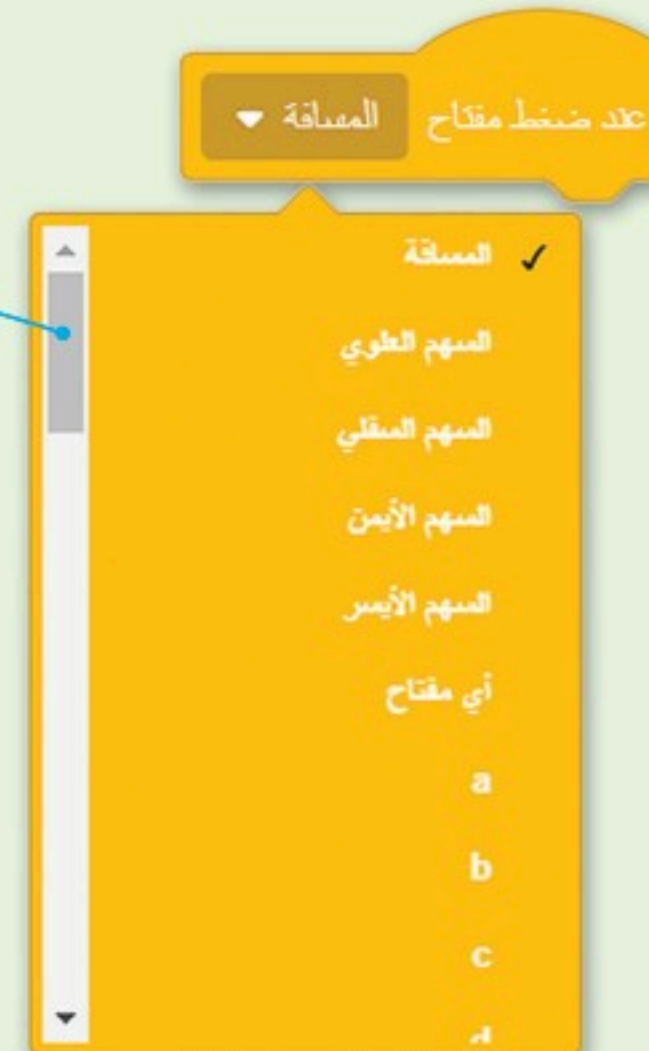 عند ضغط مفتاح المسافة
✓ المسافة
السهم العلوي
السهم السفلي
السهم الأيمن
السهم الأيسر
أي مفتاح
a
b
c
d